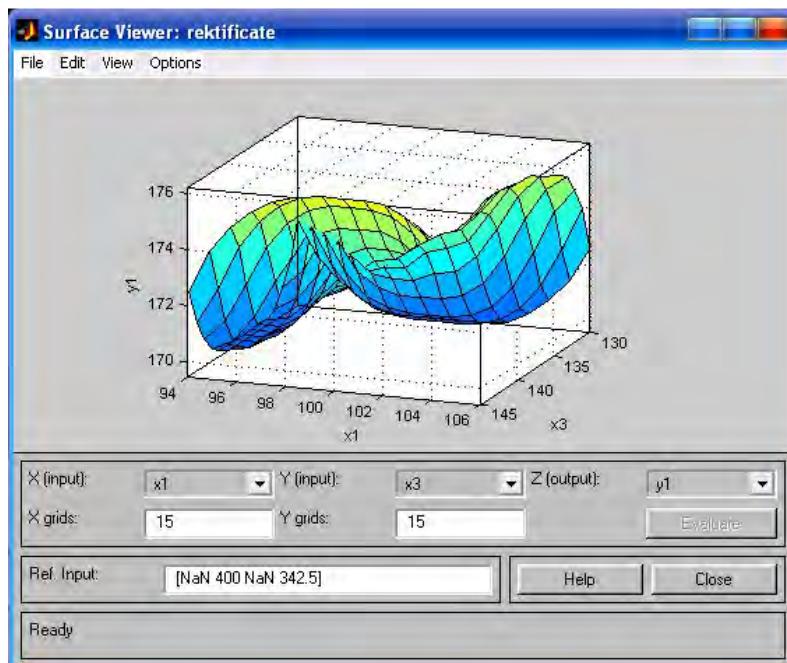 Surface Viewer: rektificate
File Edit View Options
176
174
172
170
y1
94
96
98
100
102
104
106
x1
145
140
135
130
x3
X (input): x1 Y (input): x3 Z (output): y1
X grids: 15 Y grids: 15 Evaluate
Ref. Input: [NaN 400 NaN 342.5] Help Close
Ready